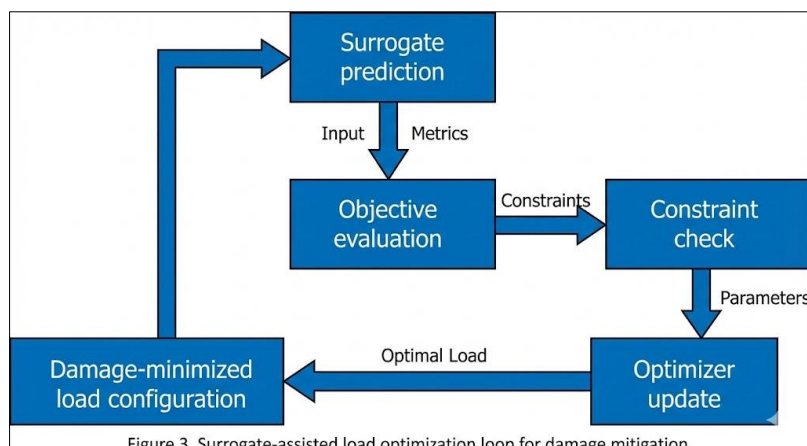 Surrogate
prediction
Input Metrics
Objective
evaluation
Constraints
Constraint
check
Parameters
Optimizer
update
Optimal Load
Damage-minimized
load configuration
Figure 3. Surrogate-assisted load optimization loop for damage mitigation